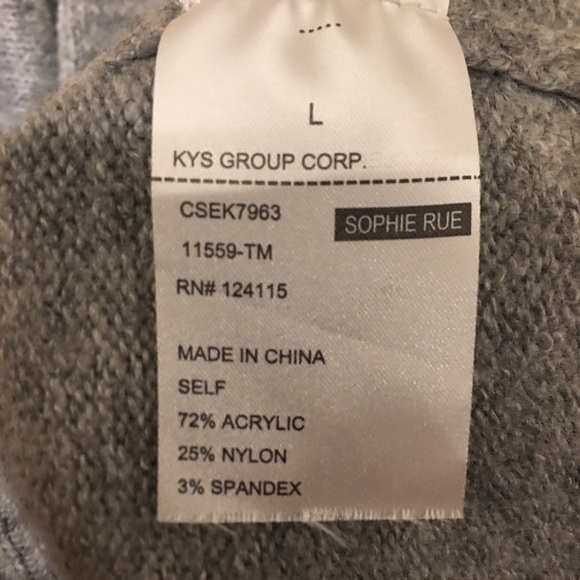 L
KYS GROUP CORP.
CSEK7963
SOPHIE RUE
11559-TM
RN# 124115
MADE IN CHINA
SELF
72% ACRYLIC
25% NYLON
3% SPANDEX